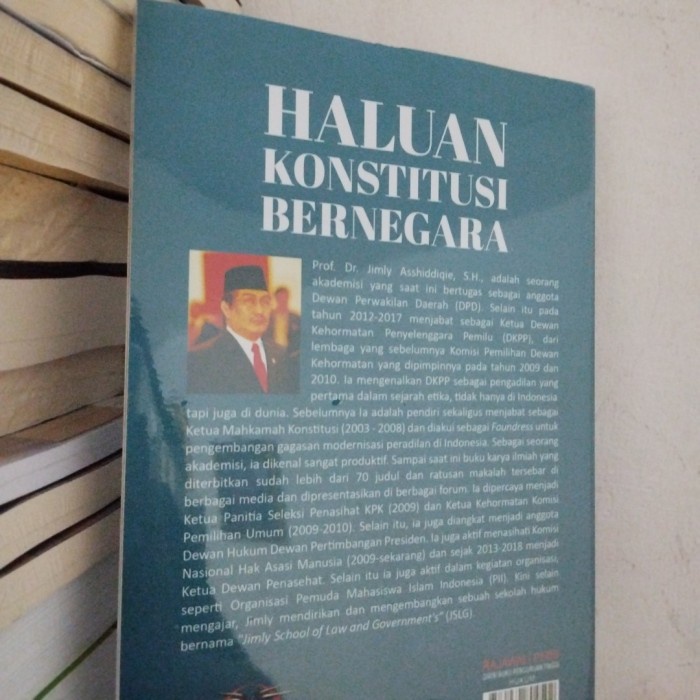 HALUAN
KONSTITUSI
BERNEGARA
Prof. Dr. Jimly Asshiddiqie, S.H., adalah seorang
akademisi yang saat ini bertugas sebagai anggota
Dewan Perwakilan Daerah (DPD). Selain itu pada
tahun 2012-2017 menjabat sebagai Ketua Dewan
Kehormatan Penyelenggara Pemilu (DKPP), dari
lembaga yang sebelumnya Komisi Pemilihan Dewan
Kehormatan yang dipimpinnya pada tahun 2009 dan
2010. Ia mengenalkan DKPP sebagai pengadilan yang
pertama dalam sejarah etika, tidak hanya di Indonesia
tapi juga di dunia. Sebelumnya Ia adalah pendiri sekaligus menjabat sebagai
Ketua Mahkamah Konstitusi (2003 - 2008) dan diakui sebagai Foundress untuk
pengembangan gagasan modernisasi peradilan di Indonesia. Sebagai seorang
akademisi, ia dikenal sangat produktif. Sampai saat ini buku karya ilmiah yang
diterbitkan sudah lebih dari 70 judul dan ratusan makalah tersebar di
berbagai media dan dipresentasikan di berbagai forum. Ia dipercaya menjadi
Ketua Panitia Seleksi Penasihat KPK (2009) dan Ketua Kehormatan Komisi
Pemilihan Umum (2009-2010). Selain itu, ia juga diangkat menjadi anggota
Dewan Hukum Dewan Pertimbangan Presiden. Ia juga aktif menasihati Komisi
Nasional Hak Asasi Manusia (2009-sekarang) dan sejak 2013-2018 menjadi
Ketua Dewan Penasehat. Selain itu ia juga aktif dalam kegiatan organisasi,
seperti Organisasi Pemuda Mahasiswa Islam Indonesia (PII). Kini selain
mengajar, Jimly mendirikan dan mengembangkan sebuah sekolah hukum
bernama "Jimly School of Law and Government's" (JSLG).
RAJAWALI PERS